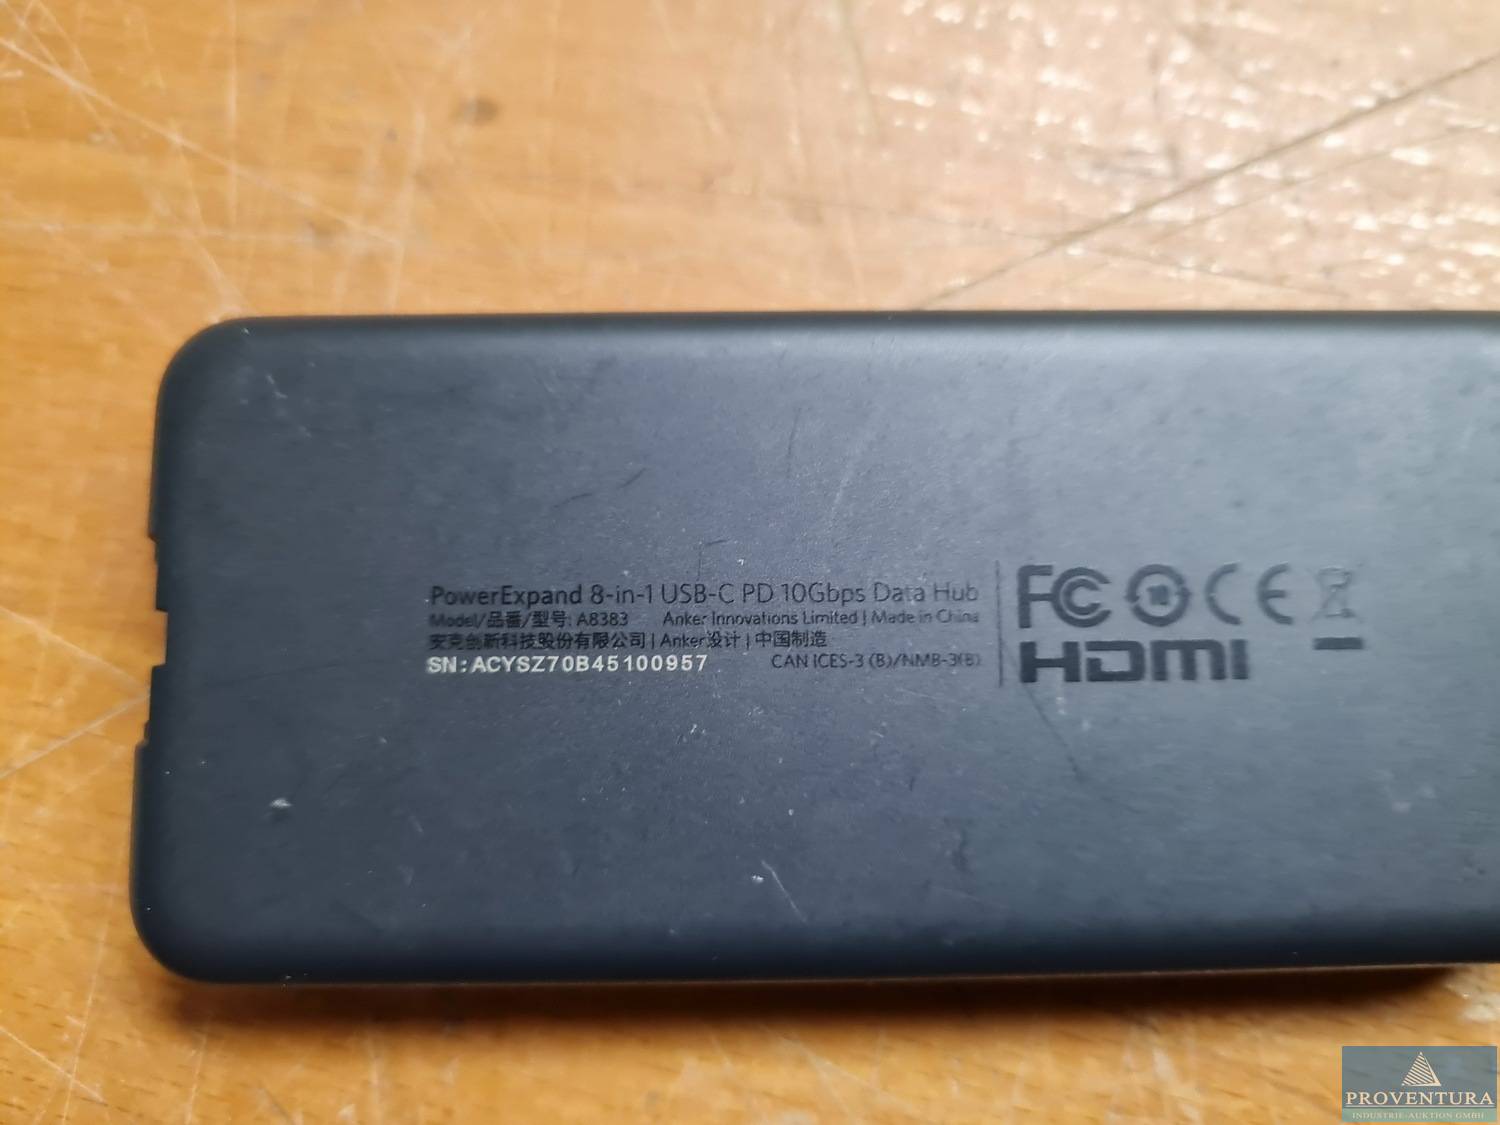 PowerExpand 8-in-1 USB-C PD 10Gbps Data Hub
Model/品番/型号: A8383 Anker Innovations Limited | Made in China
安克创新科技股份有限公司 | Anker设计 | 中国制造
SN:ACYSZ70B45100957 CAN ICES-3 (B)/NMB-3(B)
FC CE
HDMI
PROVENTURA
INDUSTRIE-AUKTION GMBH